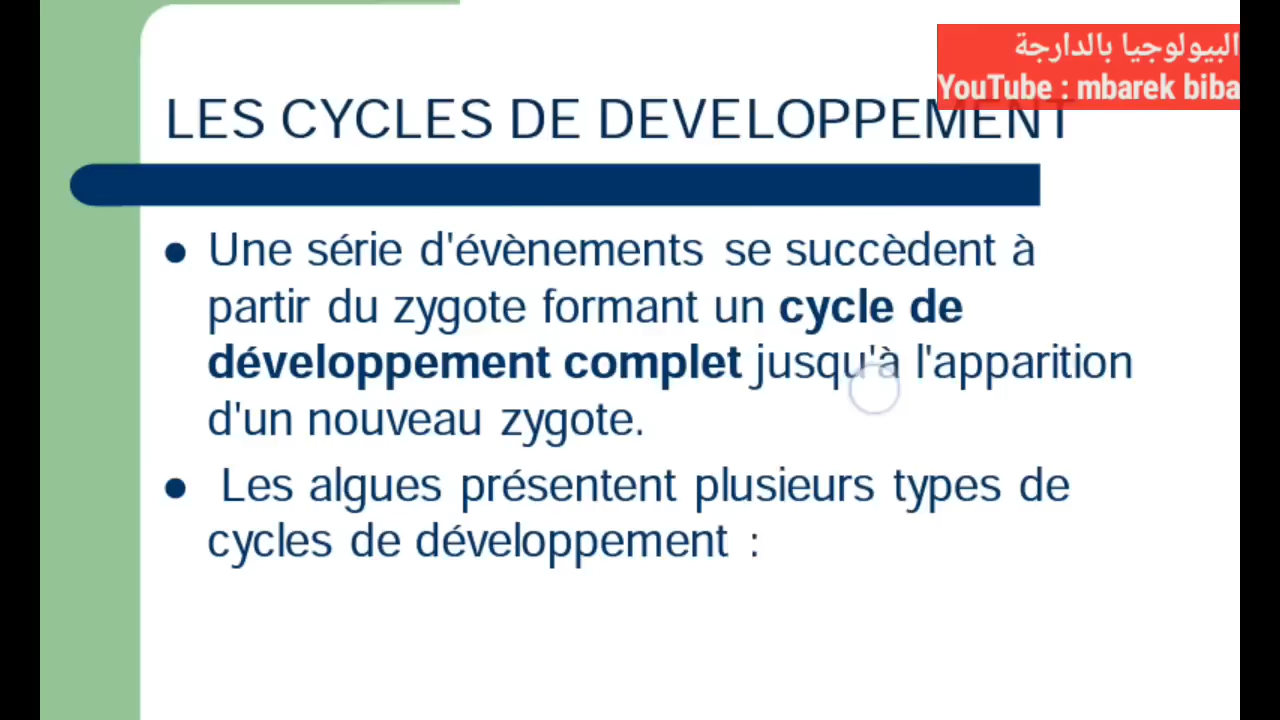 البيولوجيا بالدارجة
YouTube : mbarek biba
LES CYCLES DE DEVELOPPEMENT
● Une série d'évènements se succèdent à
partir du zygote formant un cycle de
développement complet jusqu'à l'apparition
d'un nouveau zygote.
● Les algues présentent plusieurs types de
cycles de développement :